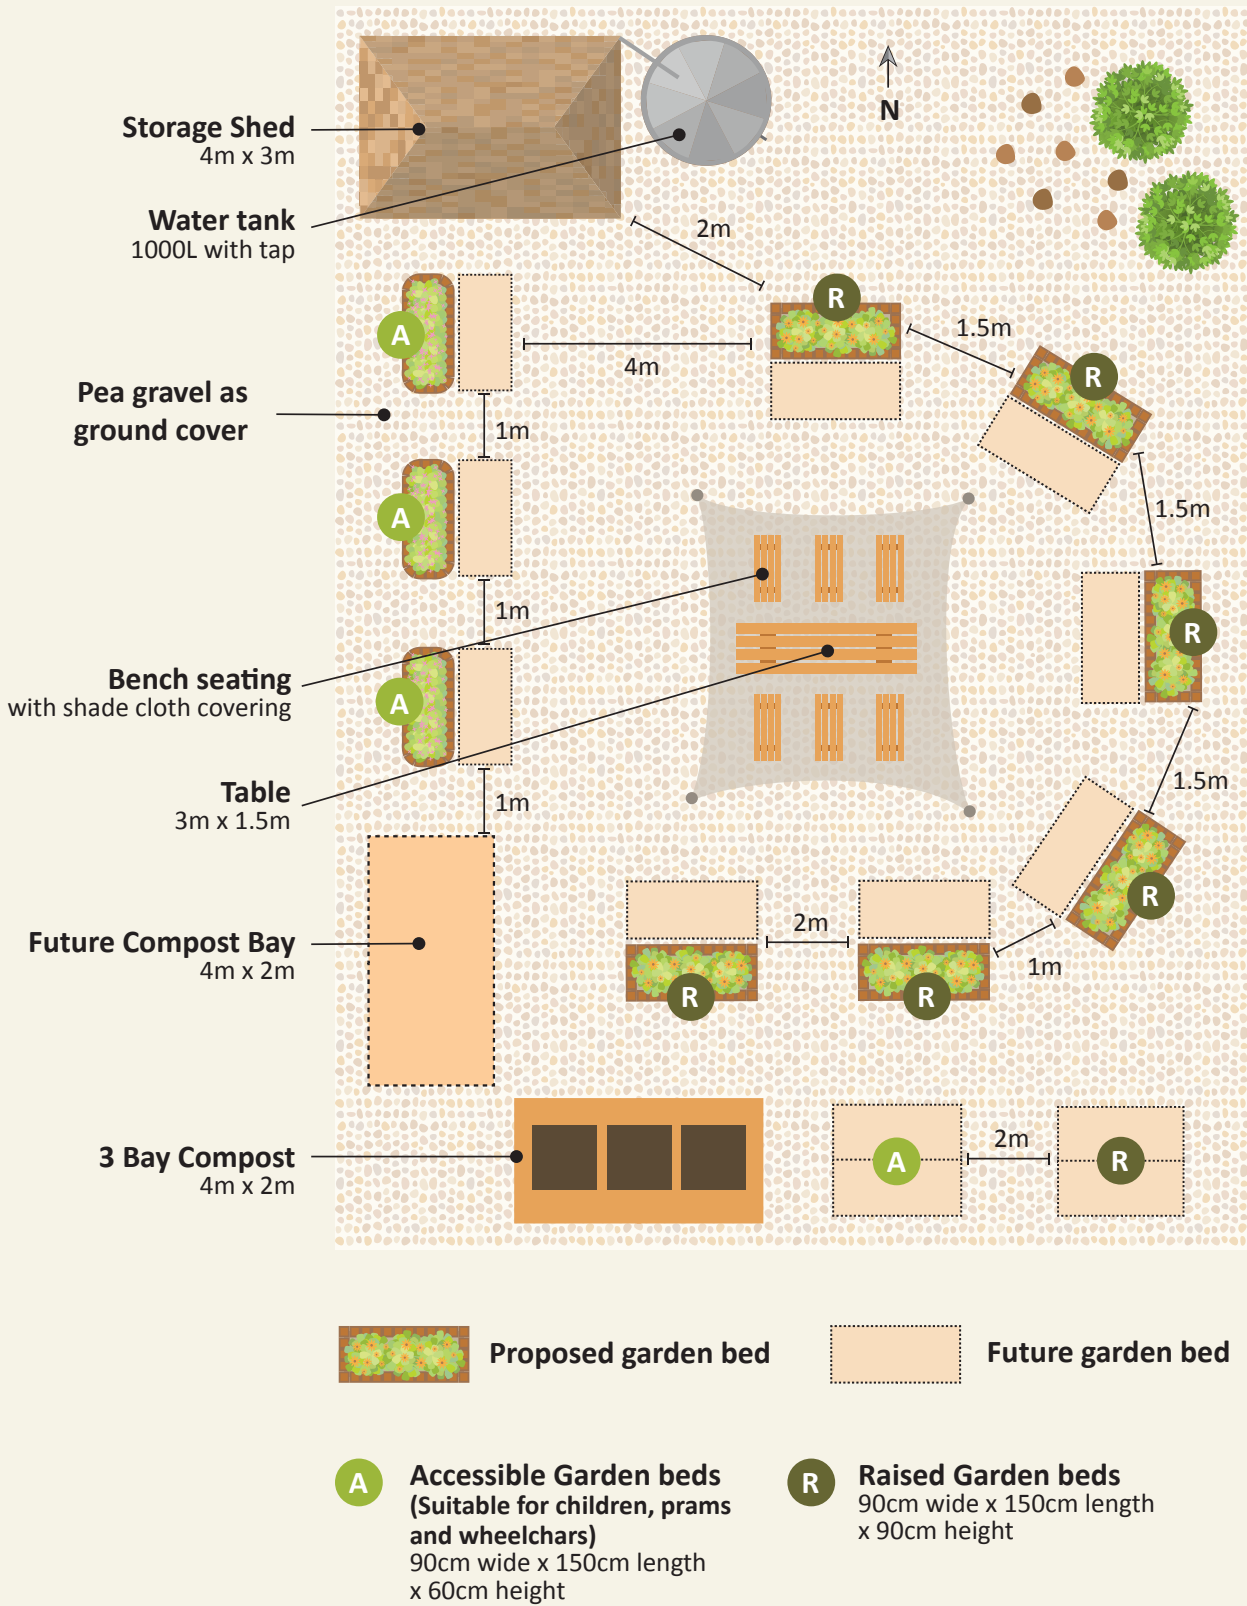 Storage Shed
4m x 3m
N
Water tank
1000L with tap
2m
R
A
1.5m
4m
R
Pea gravel as
ground cover
1m
A
1.5m
1m
R
Bench seating
with shade cloth covering
A
1.5m
Table
3m x 1.5m
1m
R
Future Compost Bay
4m x 2m
2m
1m
R
R
3 Bay Compost
4m x 2m
A
2m
R
Proposed garden bed
Future garden bed
A
Accessible Garden beds
(Suitable for children, prams
and wheelchars)
90cm wide x 150cm length
x 60cm height
R
Raised Garden beds
90cm wide x 150cm length
x 90cm height